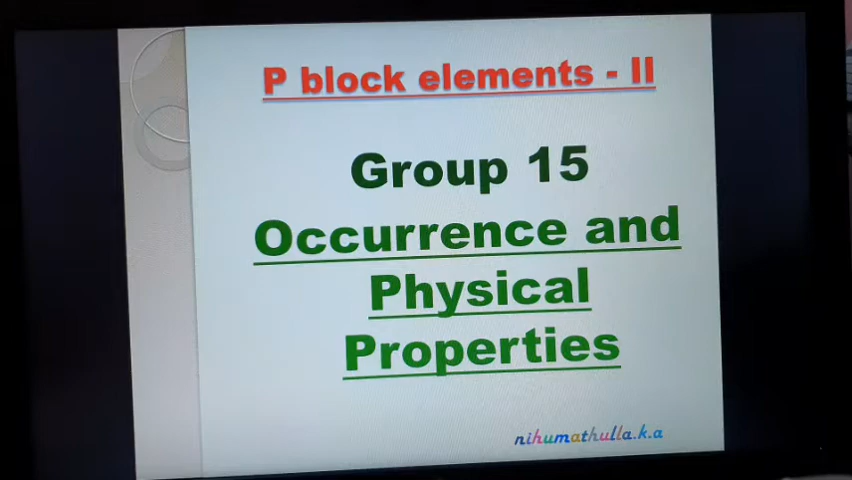 P block elements - II
Group 15
Occurrence and
Physical
Properties
nihumathulla.k.a